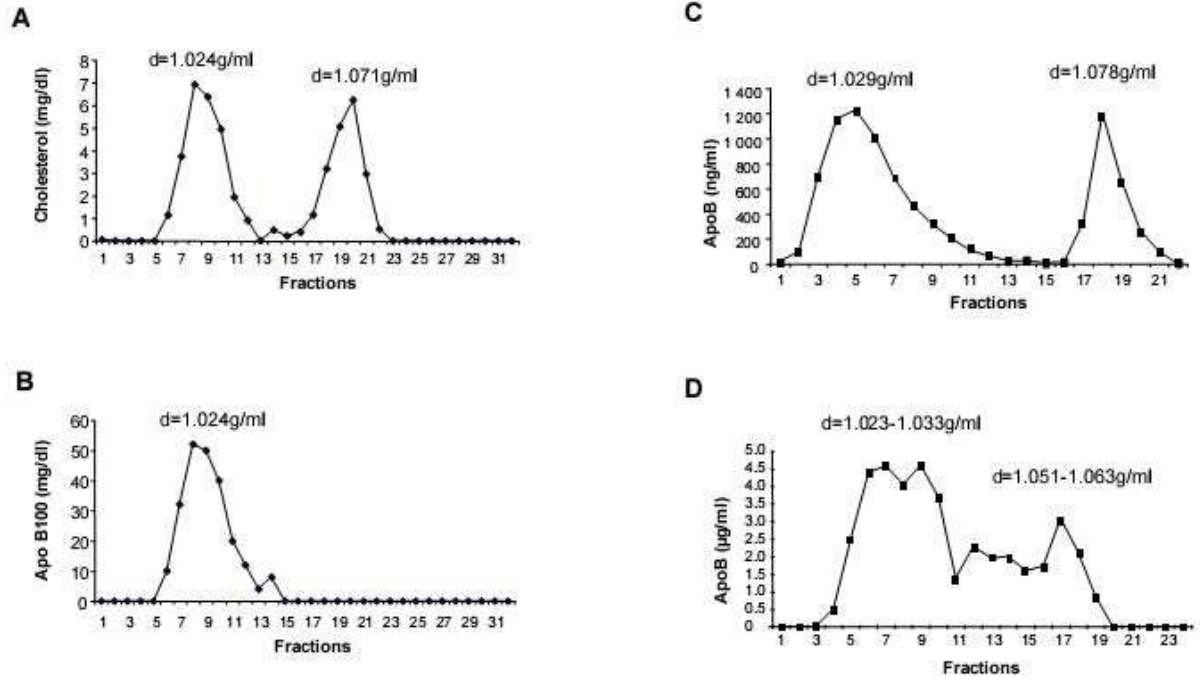 A
d=1.024g/ml
d=1.071g/ml
Cholesterol (mg/dl)
8
7
6
5
4
3
2
1
0
1 3 5 7 9 11 13 15 17 19 21 23 25 27 29 31
Fractions
B
d=1.024g/ml
Apo B100 (mg/dl)
60
50
40
30
20
10
0
1 3 5 7 9 11 13 15 17 19 21 23 25 27 29 31
Fractions
C
d=1.029g/ml
d=1.078g/ml
ApoB (ng/ml)
1 400
1 200
1 000
800
600
400
200
0
1 3 5 7 9 11 13 15 17 19 21
Fractions
D
d=1.023-1.033g/ml
d=1.051-1.063g/ml
ApoB (µg/ml)
5.0
4.5
4.0
3.5
3.0
2.5
2.0
1.5
1.0
0.5
0
1 3 5 7 9 11 13 15 17 19 21 23
Fractions